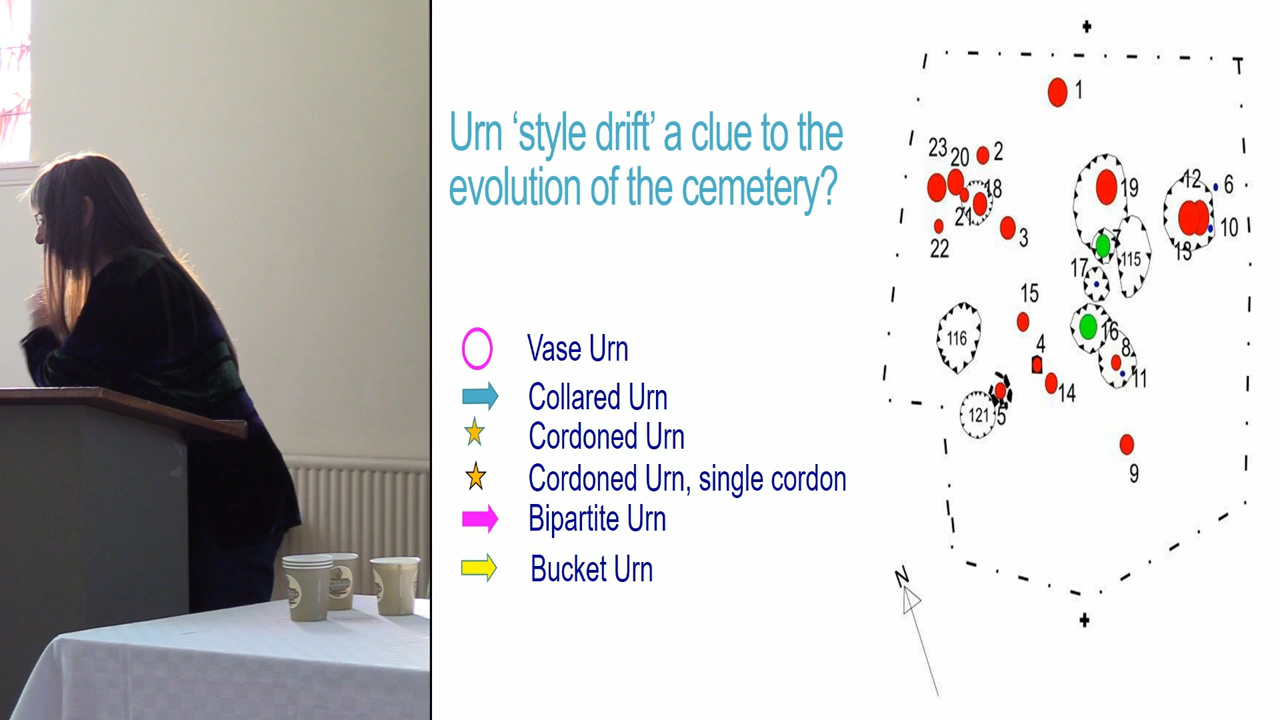 Urn ‘style drift’ a clue to the
evolution of the cemetery?
Vase Urn
Collared Urn
Cordoned Urn
Cordoned Urn, single cordon
Bipartite Urn
Bucket Urn
1
23
20
2
18
21
22
3
19
12
6
10
13
7
115
17
15
16
116
4
8
11
14
121
5
9
N